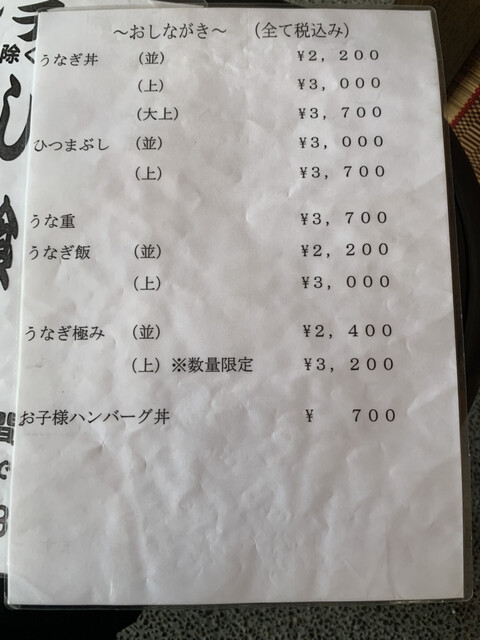 ～おしながき～　（全て税込み）
うなぎ丼　（並）　￥２，２００
（上）　￥３，０００
（大上）　￥３，７００
ひつまぶし　（並）　￥３，０００
（上）　￥３，７００
うな重　￥３，７００
うなぎ飯　（並）　￥２，２００
（上）　￥３，０００
うなぎ極み　（並）　￥２，４００
（上）※数量限定　￥３，２００
お子様ハンバーグ丼　￥　７００
除く
し